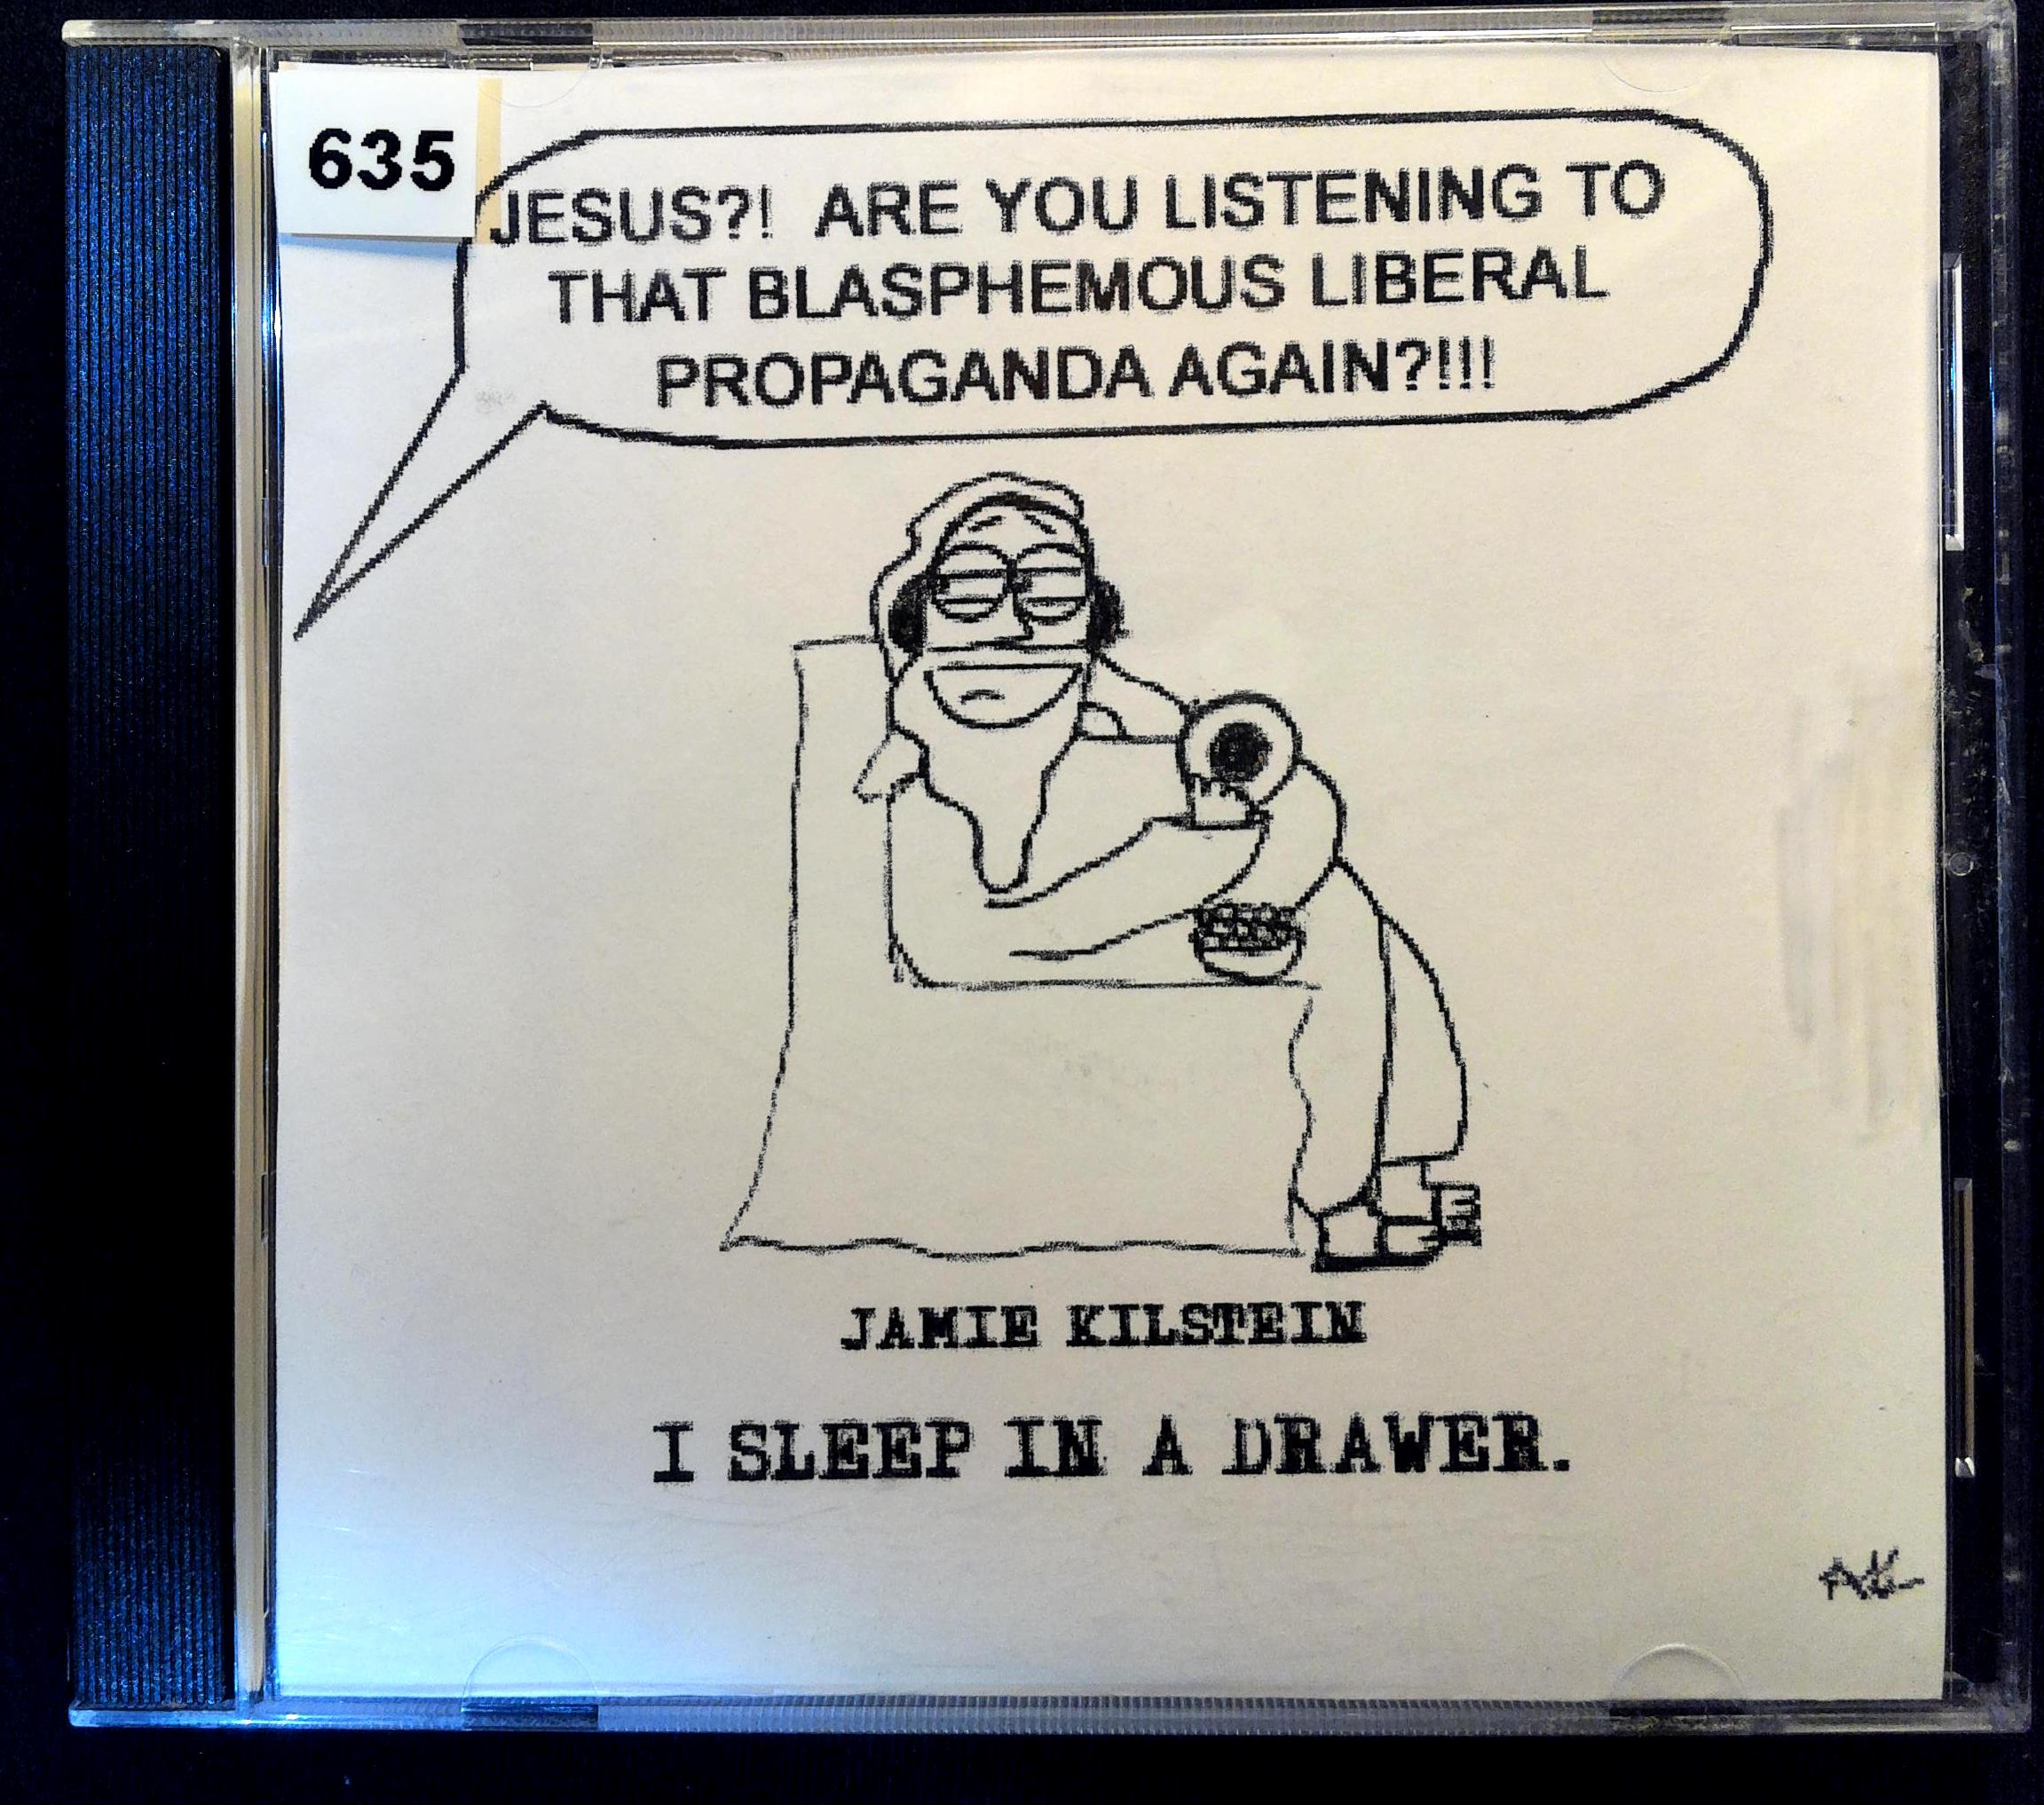 635
JESUS?! ARE YOU LISTENING TO
THAT BLASPHEMOUS LIBERAL
PROPAGANDA AGAIN?!!!
JAMIE KILSTEIN
I SLEEP IN A DRAWER.